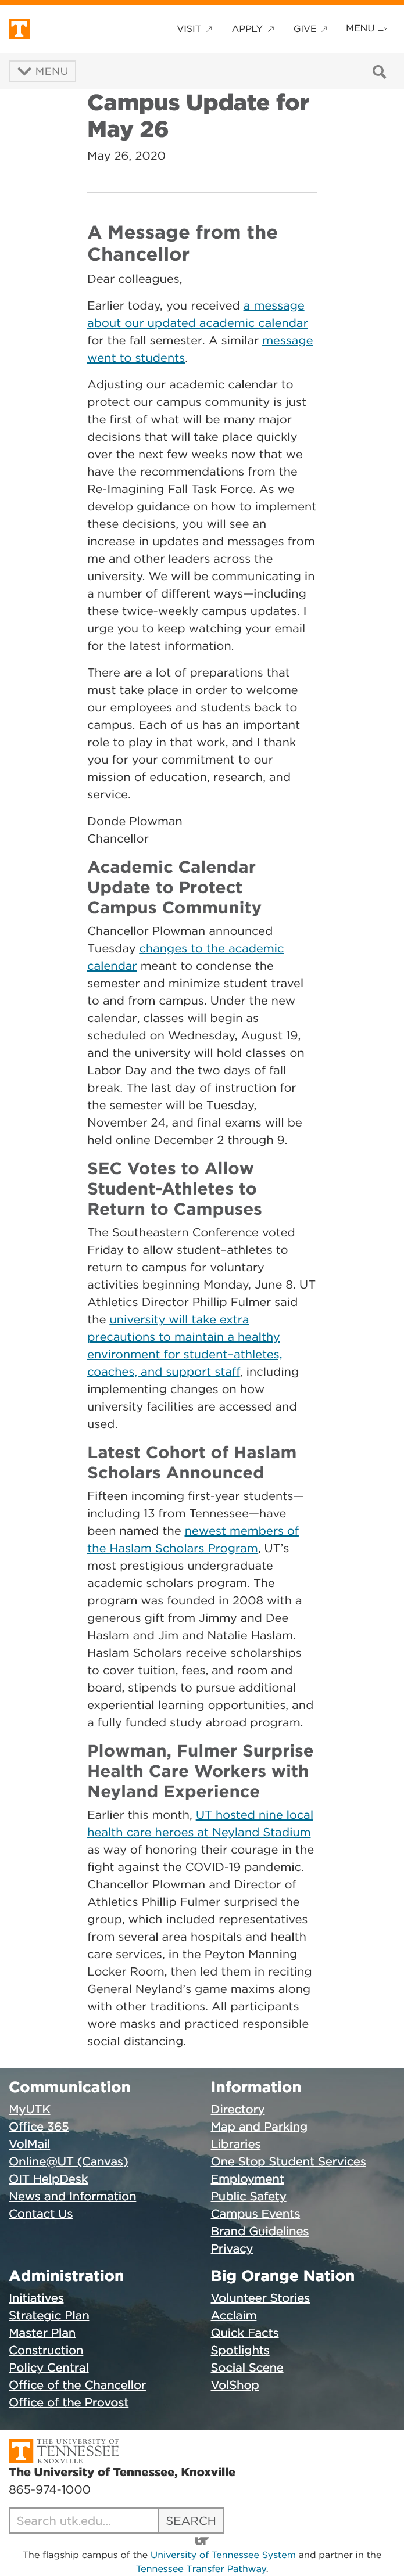 VISIT ↗ APPLY ↗ GIVE ↗ MENU
MENU
Campus Update for
May 26
May 26, 2020
A Message from the
Chancellor
Dear colleagues,
Earlier today, you received a message
about our updated academic calendar
for the fall semester. A similar message
went to students.
Adjusting our academic calendar to
protect our campus community is just
the first of what will be many major
decisions that will take place quickly
over the next few weeks now that we
have the recommendations from the
Re-Imagining Fall Task Force. As we
develop guidance on how to implement
these decisions, you will see an
increase in updates and messages from
me and other leaders across the
university. We will be communicating in
a number of different ways—including
these twice-weekly campus updates. I
urge you to keep watching your email
for the latest information.
There are a lot of preparations that
must take place in order to welcome
our employees and students back to
campus. Each of us has an important
role to play in that work, and I thank
you for your commitment to our
mission of education, research, and
service.
Donde Plowman
Chancellor
Academic Calendar
Update to Protect
Campus Community
Chancellor Plowman announced
Tuesday changes to the academic
calendar meant to condense the
semester and minimize student travel
to and from campus. Under the new
calendar, classes will begin as
scheduled on Wednesday, August 19,
and the university will hold classes on
Labor Day and the two days of fall
break. The last day of instruction for
the semester will be Tuesday,
November 24, and final exams will be
held online December 2 through 9.
SEC Votes to Allow
Student-Athletes to
Return to Campuses
The Southeastern Conference voted
Friday to allow student–athletes to
return to campus for voluntary
activities beginning Monday, June 8. UT
Athletics Director Phillip Fulmer said
the university will take extra
precautions to maintain a healthy
environment for student–athletes,
coaches, and support staff, including
implementing changes on how
university facilities are accessed and
used.
Latest Cohort of Haslam
Scholars Announced
Fifteen incoming first-year students—
including 13 from Tennessee—have
been named the newest members of
the Haslam Scholars Program, UT's
most prestigious undergraduate
academic scholars program. The
program was founded in 2008 with a
generous gift from Jimmy and Dee
Haslam and Jim and Natalie Haslam.
Haslam Scholars receive scholarships
to cover tuition, fees, and room and
board, stipends to pursue additional
experiential learning opportunities, and
a fully funded study abroad program.
Plowman, Fulmer Surprise
Health Care Workers with
Neyland Experience
Earlier this month, UT hosted nine local
health care heroes at Neyland Stadium
as way of honoring their courage in the
fight against the COVID-19 pandemic.
Chancellor Plowman and Director of
Athletics Phillip Fulmer surprised the
group, which included representatives
from several area hospitals and health
care services, in the Peyton Manning
Locker Room, then led them in reciting
General Neyland's game maxims along
with other traditions. All participants
wore masks and practiced responsible
social distancing.
Communication
MyUTK
Office 365
VolMail
Online@UT (Canvas)
OIT HelpDesk
News and Information
Contact Us
Information
Directory
Map and Parking
Libraries
One Stop Student Services
Employment
Public Safety
Campus Events
Brand Guidelines
Privacy
Administration
Initiatives
Strategic Plan
Master Plan
Construction
Policy Central
Office of the Chancellor
Office of the Provost
Big Orange Nation
Volunteer Stories
Acclaim
Quick Facts
Spotlights
Social Scene
VolShop
T THE UNIVERSITY OF
TENNESSEE
KNOXVILLE
The University of Tennessee, Knoxville
865-974-1000
Search utk.edu... SEARCH
UT
The flagship campus of the University of Tennessee System and partner in the
Tennessee Transfer Pathway.